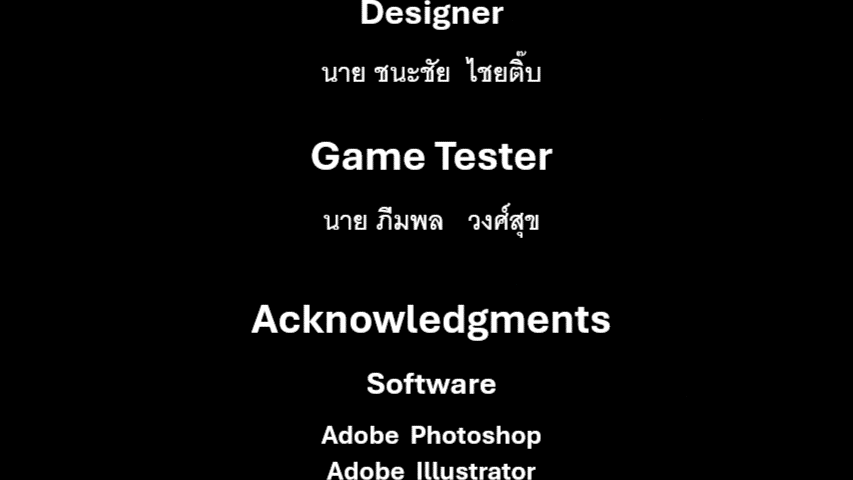 Designer
นาย ชนะชัย ไชยติ๊บ
Game Tester
นาย ภีมพล วงศ์สุข
Acknowledgments
Software
Adobe Photoshop
Adobe Illustrator